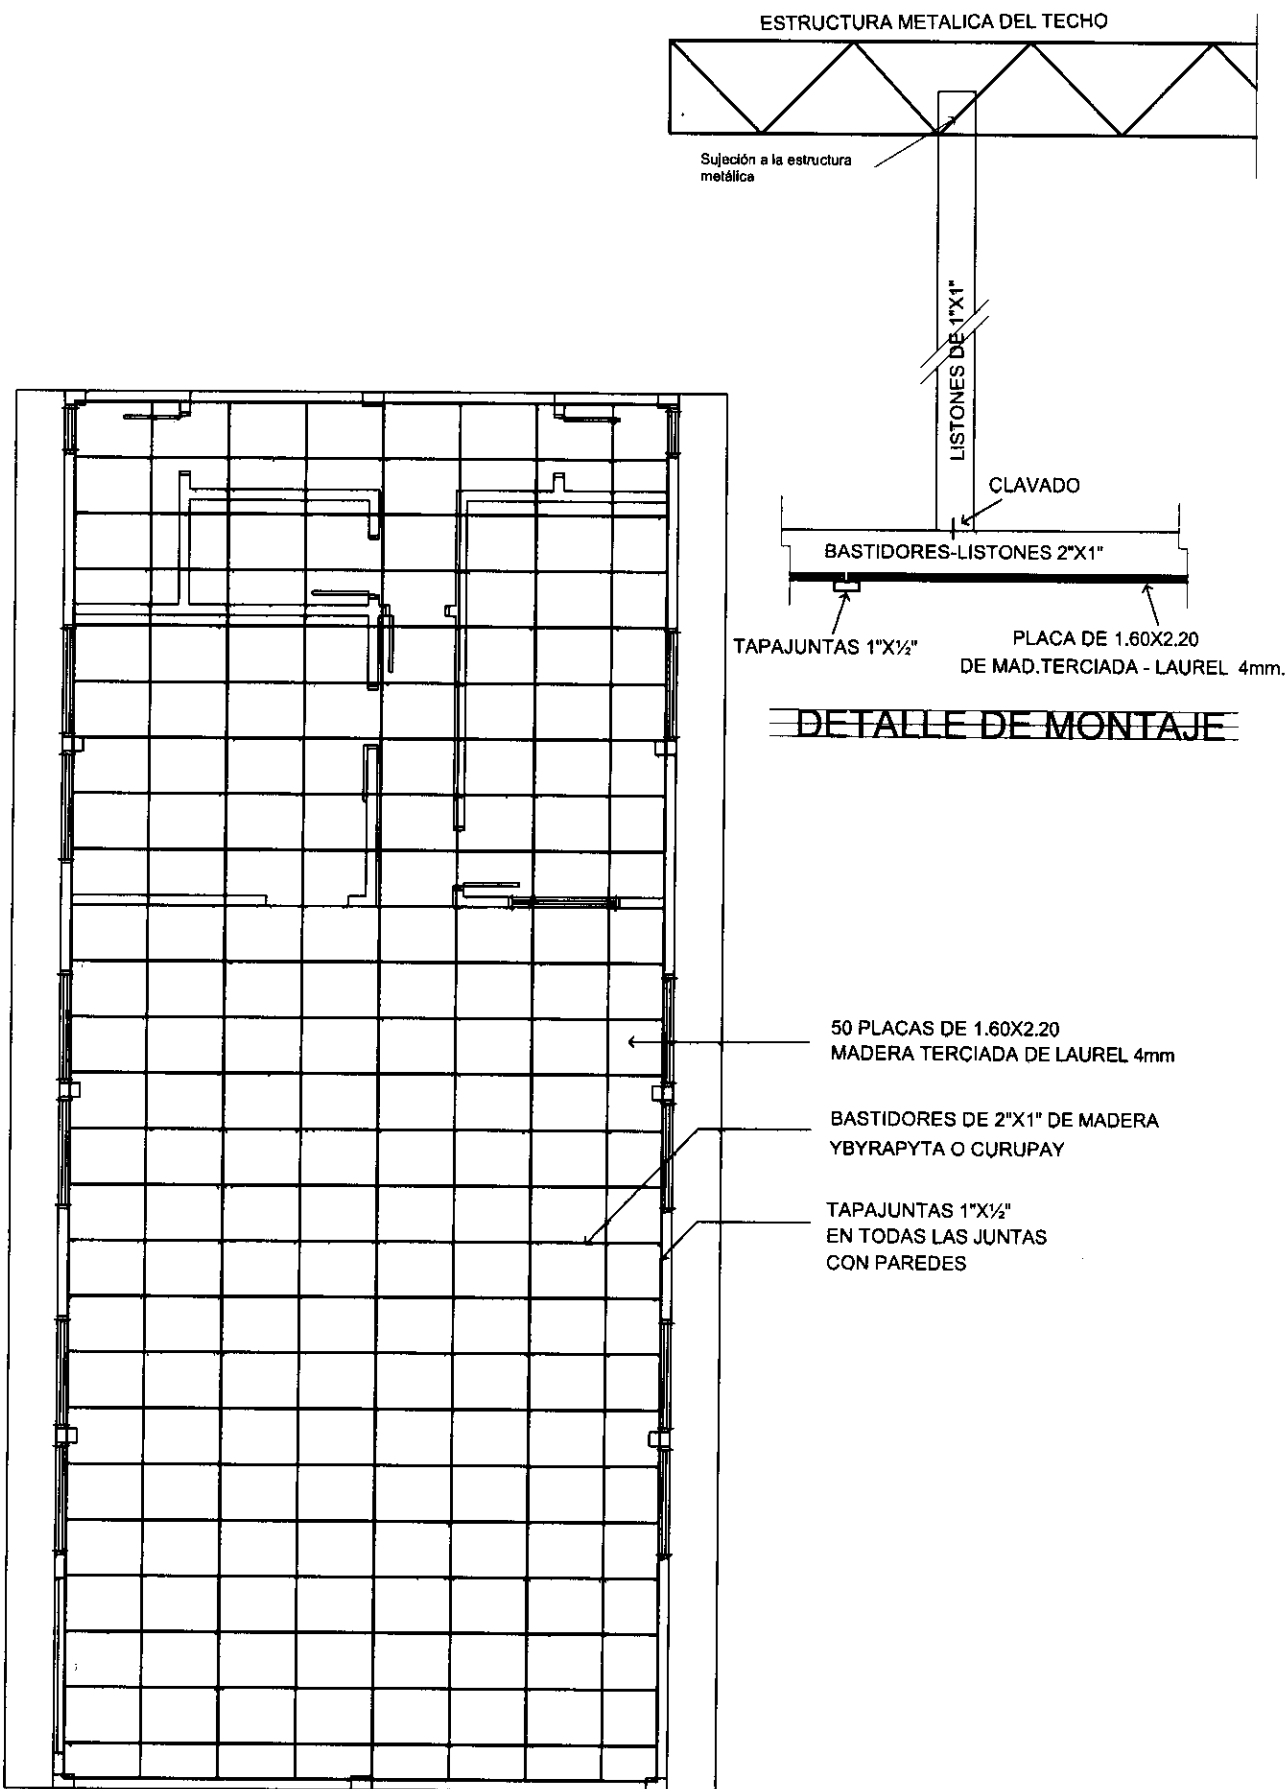 ESTRUCTURA METALICA DEL TECHO
Sujeción a la estructura
metálica
LISTONES DE 1"X1"
CLAVADO
BASTIDORES-LISTONES 2"X1"
TAPAJUNTAS 1"X½"
PLACA DE 1.60X2.20
DE MAD.TERCIADA - LAUREL 4mm.
DETALLE DE MONTAJE
50 PLACAS DE 1.60X2.20
MADERA TERCIADA DE LAUREL 4mm
BASTIDORES DE 2"X1" DE MADERA
YBYRAPYTA O CURUPAY
TAPAJUNTAS 1"X½"
EN TODAS LAS JUNTAS
CON PAREDES